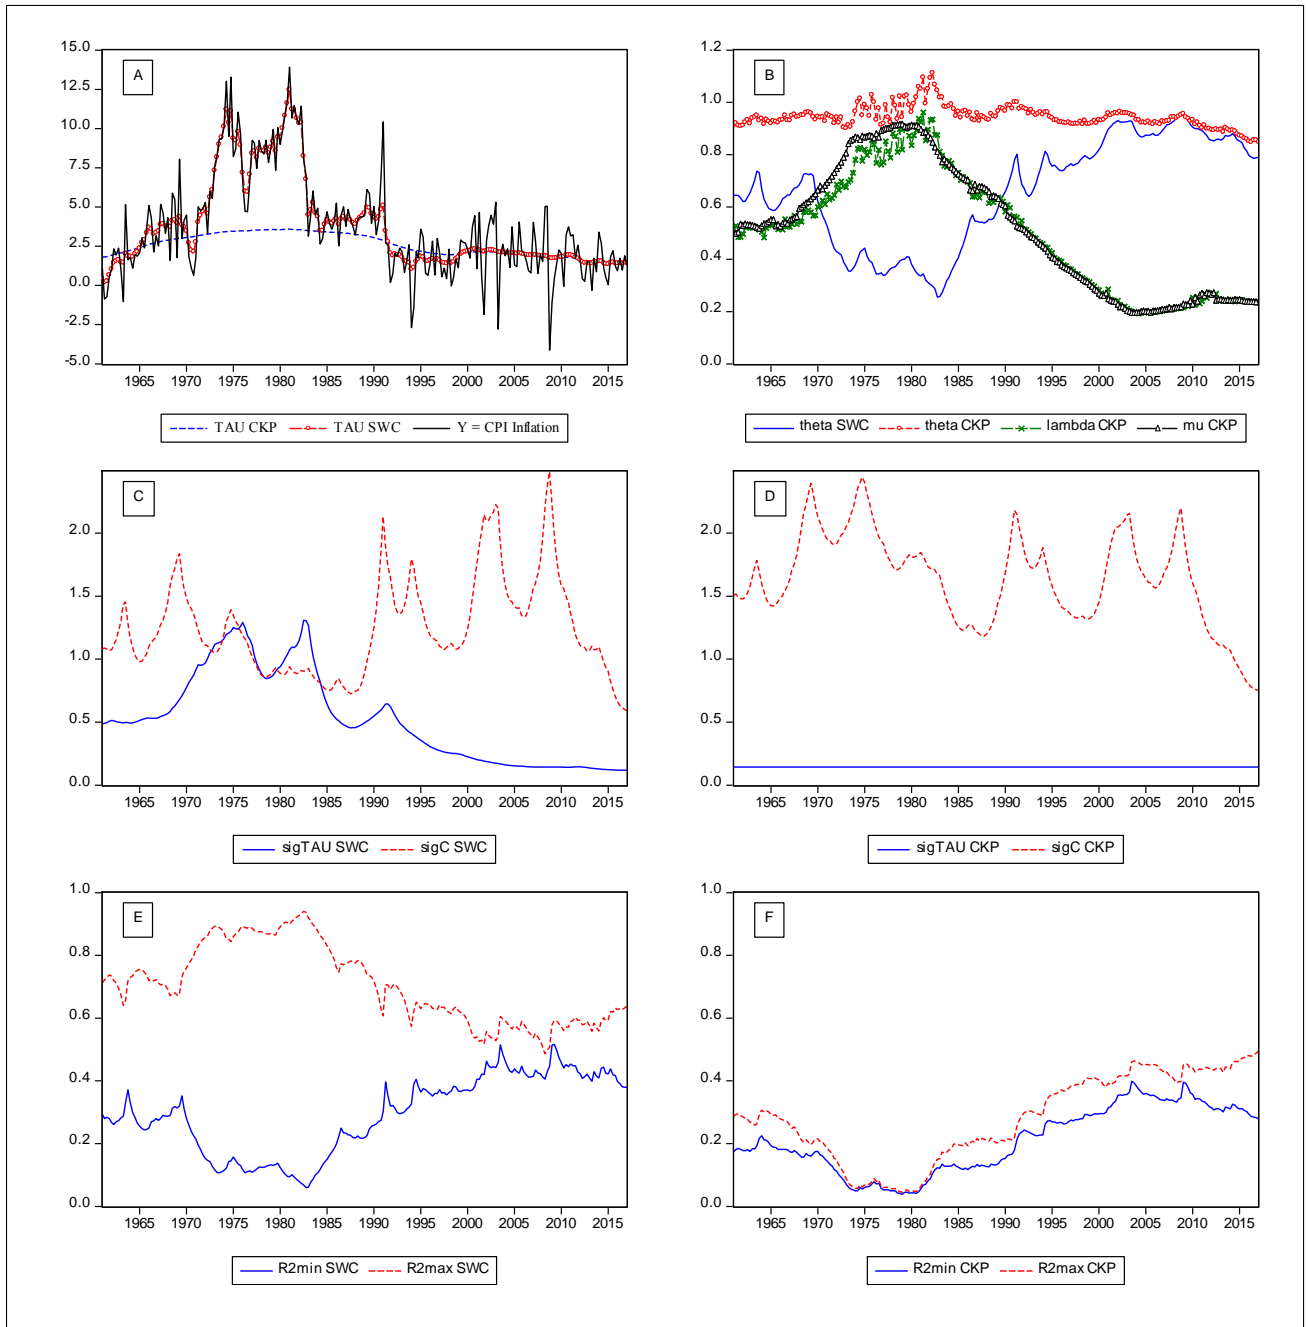 A
15.0
12.5
10.0
7.5
5.0
2.5
0.0
-2.5
-5.0
1965 1970 1975 1980 1985 1990 1995 2000 2005 2010 2015
TAU CKP TAU SWC Y = CPI Inflation
B
1.2
1.0
0.8
0.6
0.4
0.2
0.0
1965 1970 1975 1980 1985 1990 1995 2000 2005 2010 2015
theta SWC theta CKP lambda CKP mu CKP
C
2.0
1.5
1.0
0.5
0.0
1965 1970 1975 1980 1985 1990 1995 2000 2005 2010 2015
sigTAU SWC sigC SWC
D
2.0
1.5
1.0
0.5
0.0
1965 1970 1975 1980 1985 1990 1995 2000 2005 2010 2015
sigTAU CKP sigC CKP
E
1.0
0.8
0.6
0.4
0.2
0.0
1965 1970 1975 1980 1985 1990 1995 2000 2005 2010 2015
R2min SWC R2max SWC
F
1.0
0.8
0.6
0.4
0.2
0.0
1965 1970 1975 1980 1985 1990 1995 2000 2005 2010 2015
R2min CKP R2max CKP